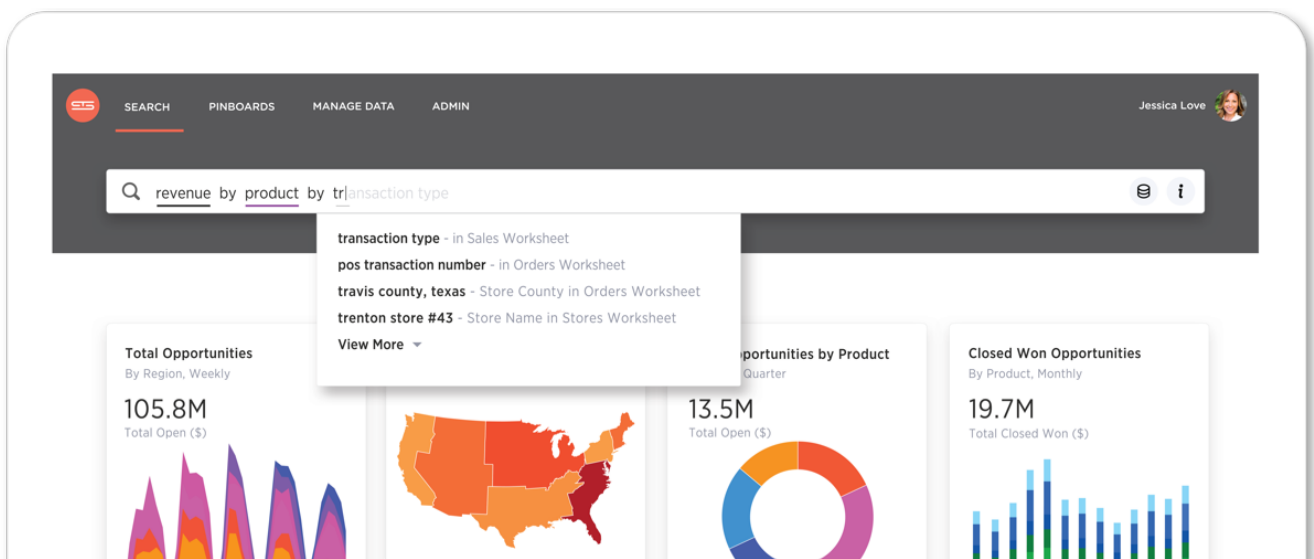 SEARCH PINBOARDS MANAGE DATA ADMIN Jessica Love
revenue by product by transaction type
transaction type - in Sales Worksheet
pos transaction number - in Orders Worksheet
travis county, texas - Store County in Orders Worksheet
trenton store #43 - Store Name in Stores Worksheet
View More
Total Opportunities
By Region, Weekly
105.8M
Total Open ($)
portunities by Product
Quarter
13.5M
Total Open ($)
Closed Won Opportunities
By Product, Monthly
19.7M
Total Closed Won ($)